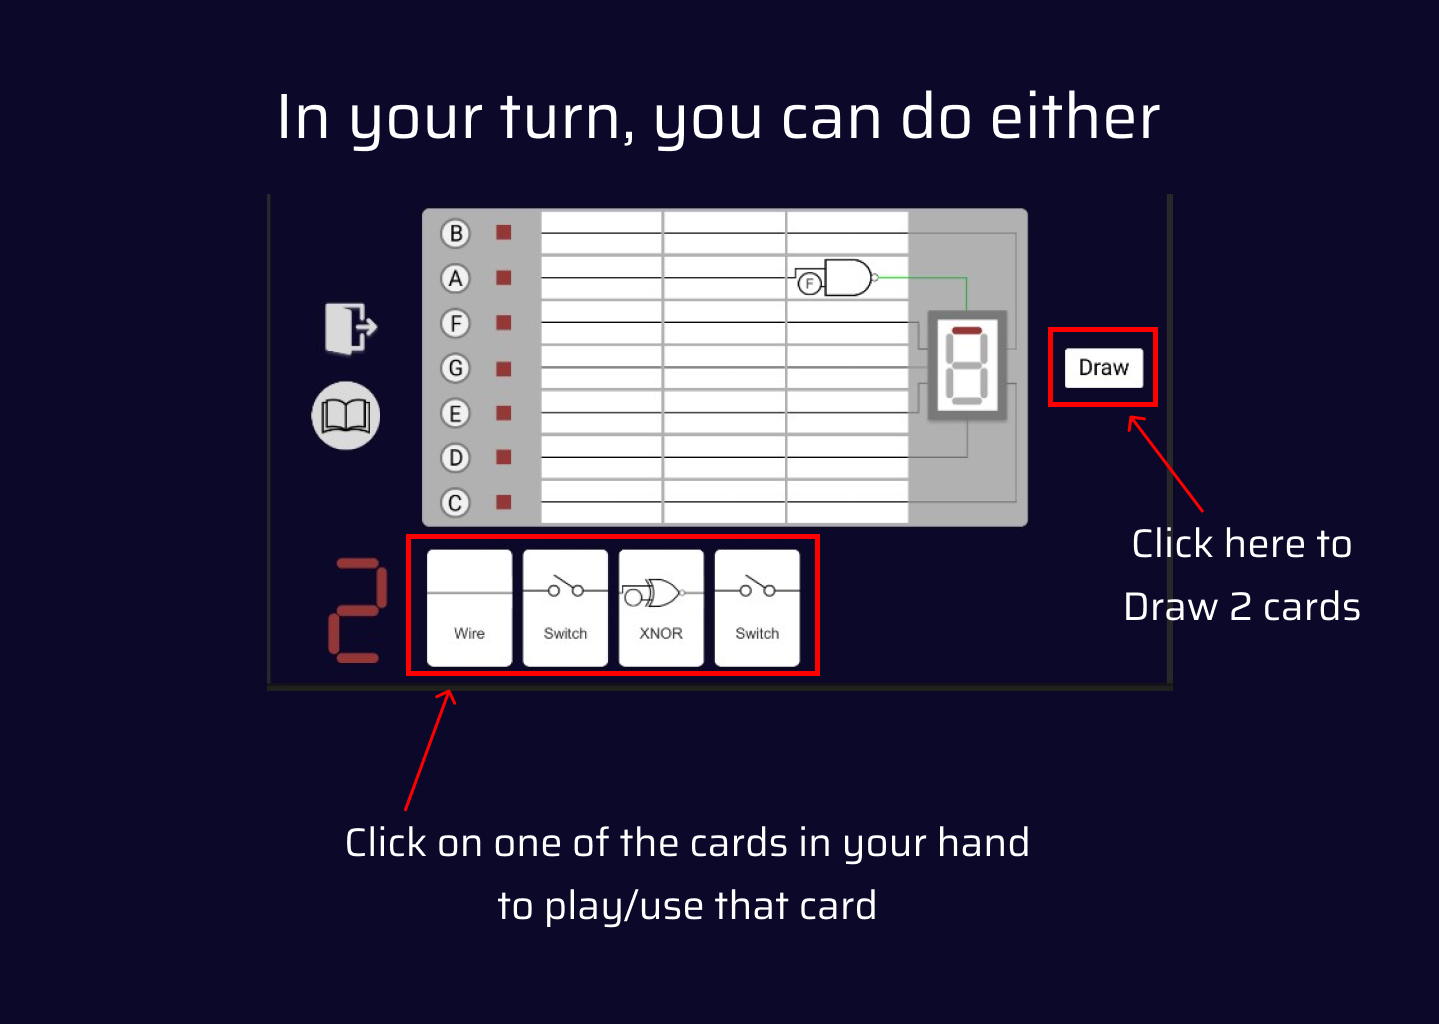 In your turn, you can do either
B
A
F
F
G
E
D
C
Draw
Click here to
Draw 2 cards
2
Wire
Switch
XNOR
Switch
Click on one of the cards in your hand
to play/use that card